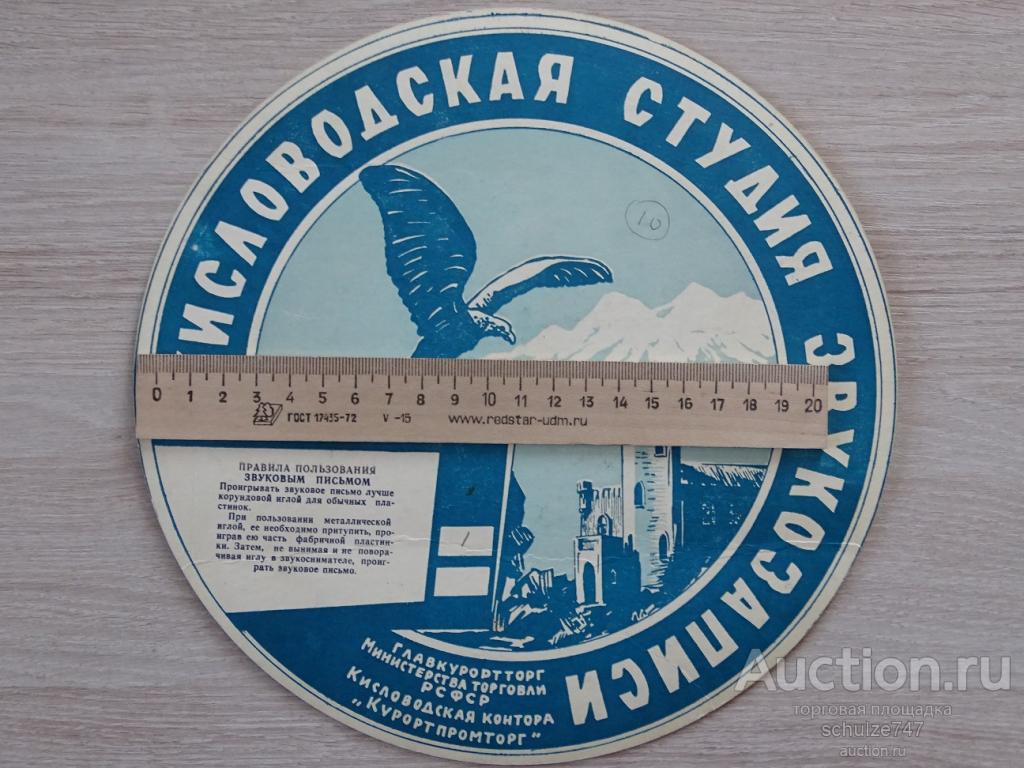 ИСЛОВОДСКАЯ СТУДИЯ ЗВУКОЗАПИСИ
10
0 1 2 3 4 5 6 7 8 9 10 11 12 13 14 15 16 17 18 19 20
ГОСТ 17435-72 V -15 www.redstar-udm.ru
ПРАВИЛА ПОЛЬЗОВАНИЯ
ЗВУКОВЫМ ПИСЬМОМ
Проигрывать звуковое письмо лучше
корундовой иглой для обычных пла-
стинок.
При пользовании металлической
иглой, ее необходимо притупить, про-
играв ею часть фабричной пластин-
ки. Затем, не вынимая и не повора-
чивая иглу в звукоснимателе, проиг-
рать звуковое письмо.
1
ГЛАВКУРОРТТОРГ
МИНИСТЕРСТВА ТОРГОВЛИ
РСФСР
КИСЛОВОДСКАЯ КОНТОРА
„КУРОРТПРОМТОРГ"
Auction.ru
торговая площадка
schulze747
auction.ru